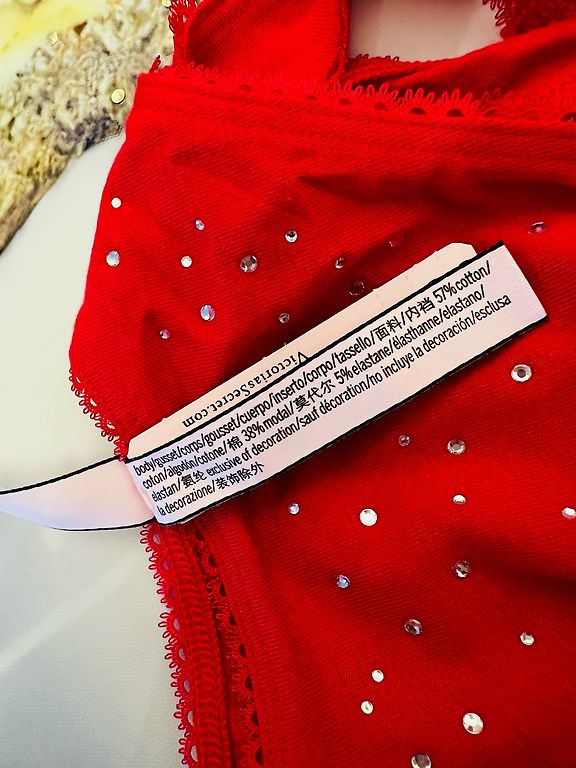 VictoriasSecret.com
body/gusset/corps/gousset/cuerpo/inserto/corpo/tassello/面料/内裆 57% cotton/
coton/algodón/cotone/棉 38% modal/莫代尔 5% elastane/élasthanne/elastano/
elastan/氨纶 exclusive of decoration/sauf décoration/no incluye la decoración/esclusa
la decorazione/装饰除外